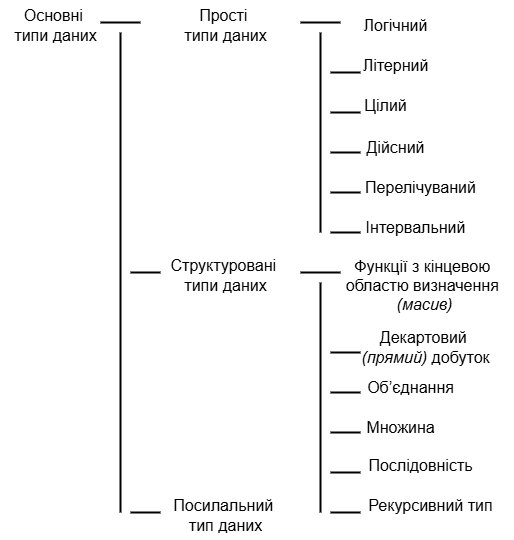 Основні
типи даних
Прості
типи даних
Логічний
Літерний
Цілий
Дійсний
Перелічуваний
Інтервальний
Структуровані
типи даних
Функції з кінцевою
областю визначення
(масив)
Декартовий
(прямий) добуток
Об’єднання
Множина
Послідовність
Рекурсивний тип
Посилальний
тип даних